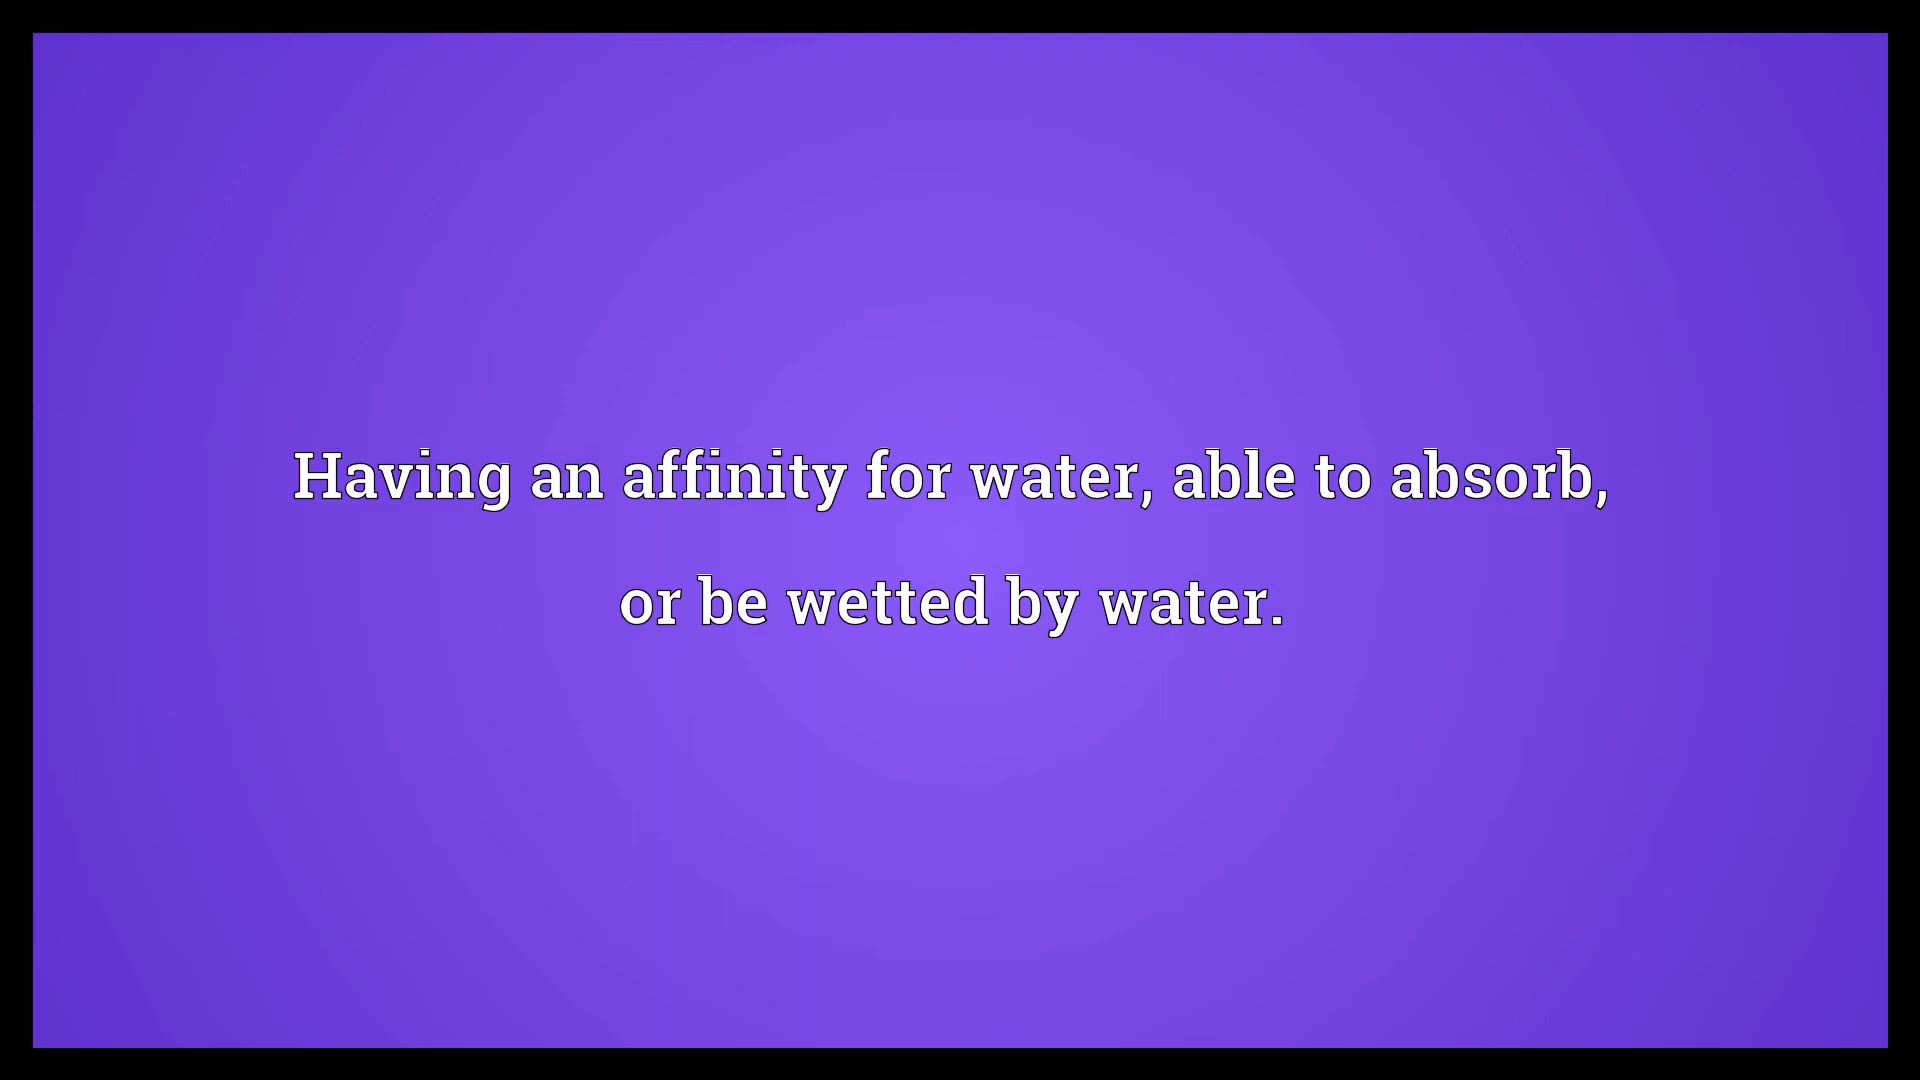 Having an affinity for water, able to absorb,
or be wetted by water.